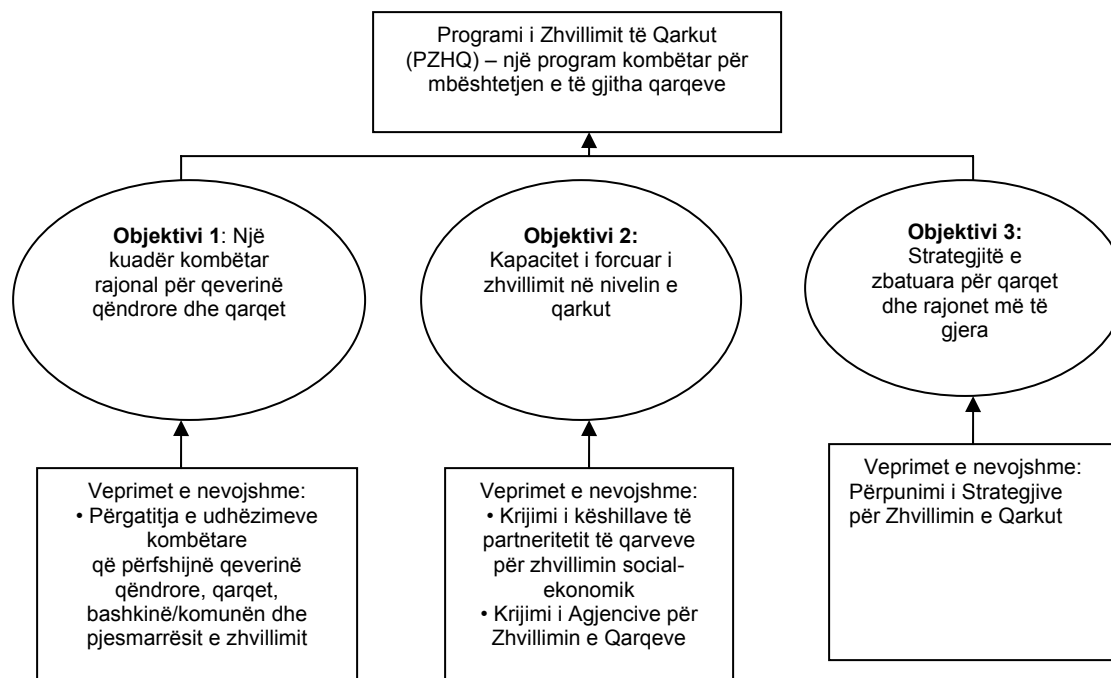 Programi i Zhvillimit të Qarkut
(PZHQ) – një program kombëtar për
mbështetjen e të gjitha qarqeve
Objektivi 1: Një
kuadër kombëtar
rajonal për qeverinë
qëndrore dhe qarqet
Objektivi 2:
Kapacitet i forcuar i
zhvillimit në nivelin e
qarkut
Objektivi 3:
Strategjitë e
zbatuara për qarqet
dhe rajonet më të
gjera
Veprimet e nevojshme:
• Përgatitja e udhëzimeve
kombëtare
që përfshijnë qeverinë
qëndrore, qarqet,
bashkinë/komunën dhe
pjesmarrësit e zhvillimit
Veprimet e nevojshme:
• Krijimi i këshillave të
partneritetit të qarveve
për zhvillimin social-
ekonomik
• Krijimi i Agjencive për
Zhvillimin e Qarqeve
Veprimet e nevojshme:
Përpunimi i Strategjive
për Zhvillimin e Qarkut